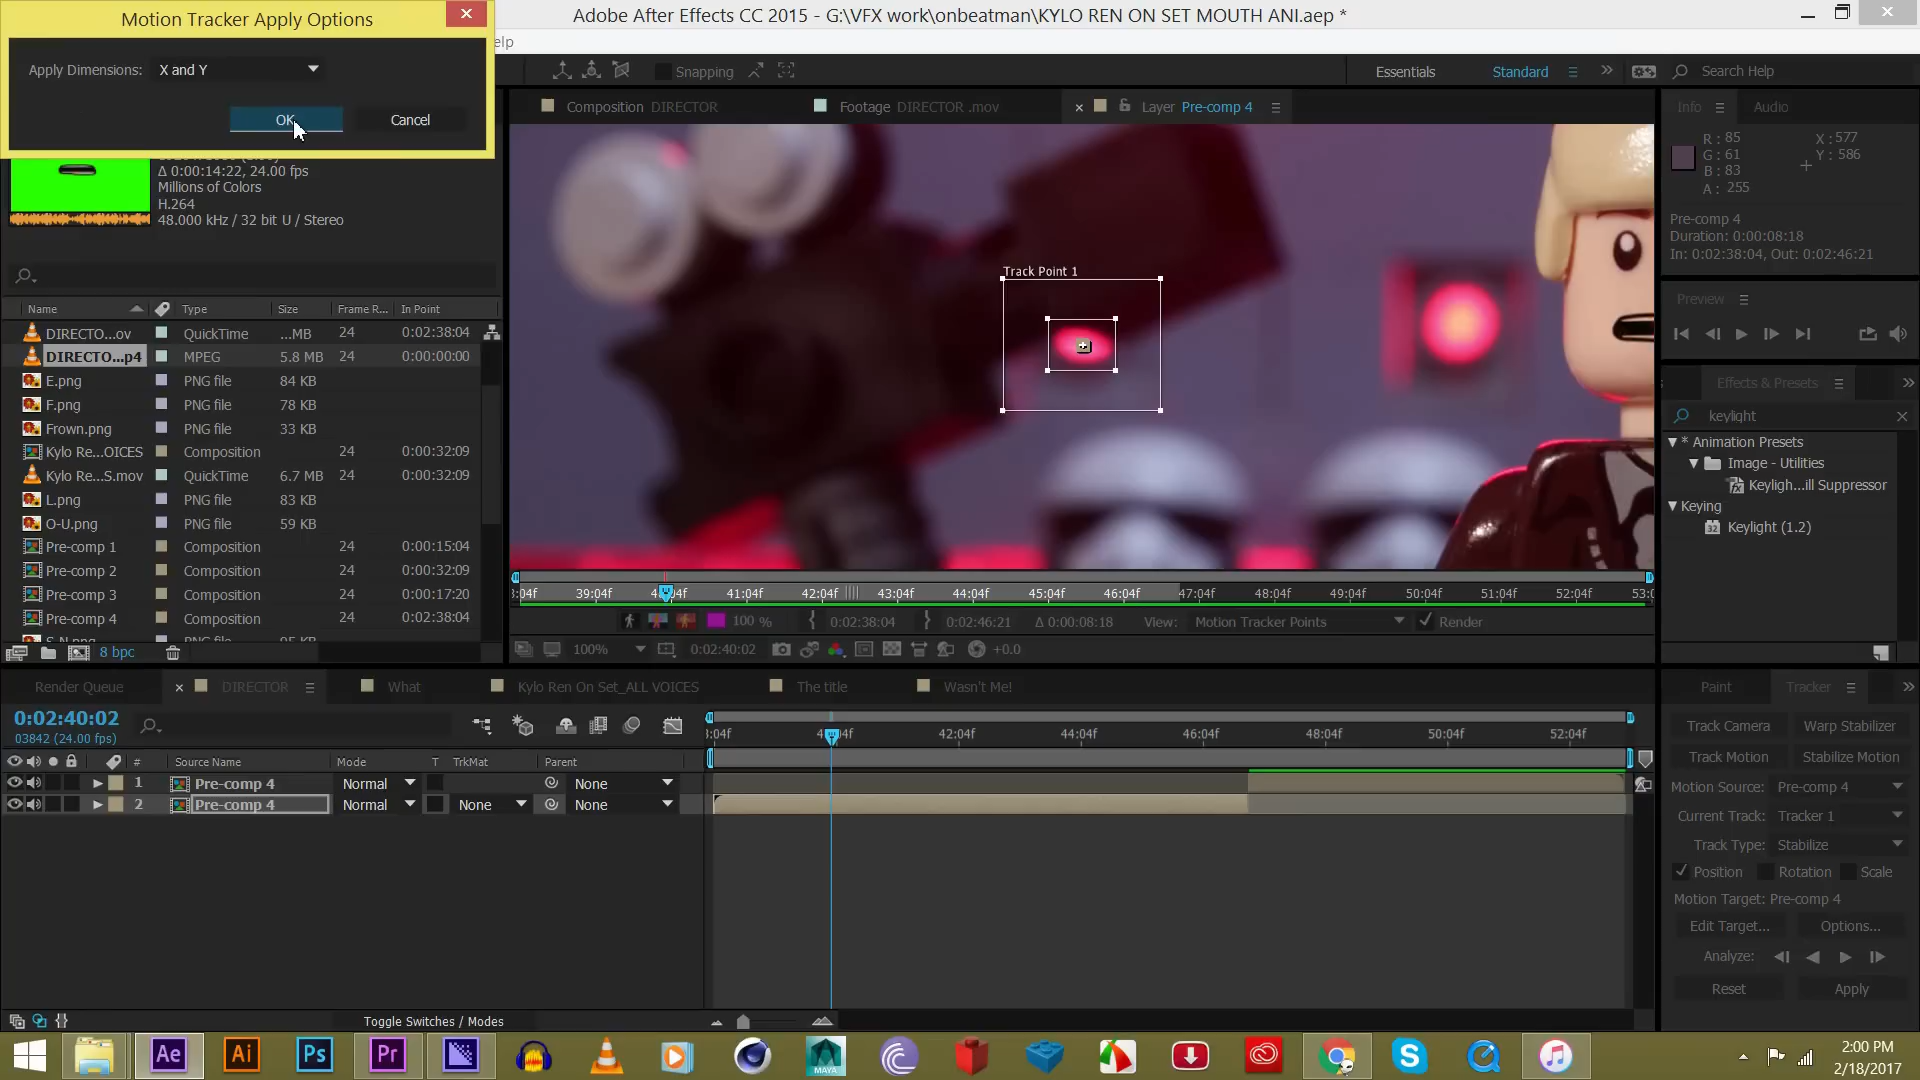 Motion Tracker Apply Options
Adobe After Effects CC 2015 - G:\VFX work\onbeatman\KYLO REN ON SET MOUTH ANI.aep *
elp
Apply Dimensions: X and Y
OK
Cancel
Snapping
Essentials
Standard
Search Help
Composition DIRECTOR
Footage DIRECTOR .mov
Layer Pre-comp 4
Info
Audio
R : 85
G : 61
B : 83
A : 255
X : 577
Y : 586
Pre-comp 4
Duration: 0:00:08:18
In: 0:02:38:04, Out: 0:02:46:21
Δ 0:00:14:22, 24.00 fps
Millions of Colors
H.264
48.000 kHz / 32 bit U / Stereo
Name Type Size Frame R... In Point
DIRECTO...ov QuickTime ...MB 24 0:02:38:04
DIRECTO...p4 MPEG 5.8 MB 24 0:00:00:00
E.png PNG file 84 KB
F.png PNG file 78 KB
Frown.png PNG file 33 KB
Kylo Re...OICES Composition 24 0:00:32:09
Kylo Re...S.mov QuickTime 6.7 MB 24 0:00:32:09
L.png PNG file 83 KB
O-U.png PNG file 59 KB
Pre-comp 1 Composition 24 0:00:15:04
Pre-comp 2 Composition 24 0:00:32:09
Pre-comp 3 Composition 24 0:00:17:20
Pre-comp 4 Composition 24 0:02:38:04
8 bpc
Track Point 1
Preview
Effects & Presets
keylight
* Animation Presets
Image - Utilities
Keyligh...ill Suppressor
Keying
Keylight (1.2)
39:04f 41:04f 42:04f 43:04f 44:04f 45:04f 46:04f 47:04f 48:04f 49:04f 50:04f 51:04f 52:04f
100 % 0:02:38:04 0:02:46:21 Δ 0:00:08:18 View: Motion Tracker Points Render
100% 0:02:40:02 +0.0
Render Queue
DIRECTOR
What
Kylo Ren On Set_ALL VOICES
The title
Wasn't Me!
0:02:40:02
03842 (24.00 fps)
42:04f 44:04f 46:04f 48:04f 50:04f 52:04f
# Source Name Mode T TrkMat Parent
1 Pre-comp 4 Normal None
2 Pre-comp 4 Normal None None
Toggle Switches / Modes
Paint
Tracker
Track Camera
Warp Stabilizer
Track Motion
Stabilize Motion
Motion Source: Pre-comp 4
Current Track: Tracker 1
Track Type: Stabilize
Position Rotation Scale
Motion Target: Pre-comp 4
Edit Target...
Options...
Analyze:
Reset
Apply
Ae
Ai
Ps
Pr
MAYA
2:00 PM
2/18/2017